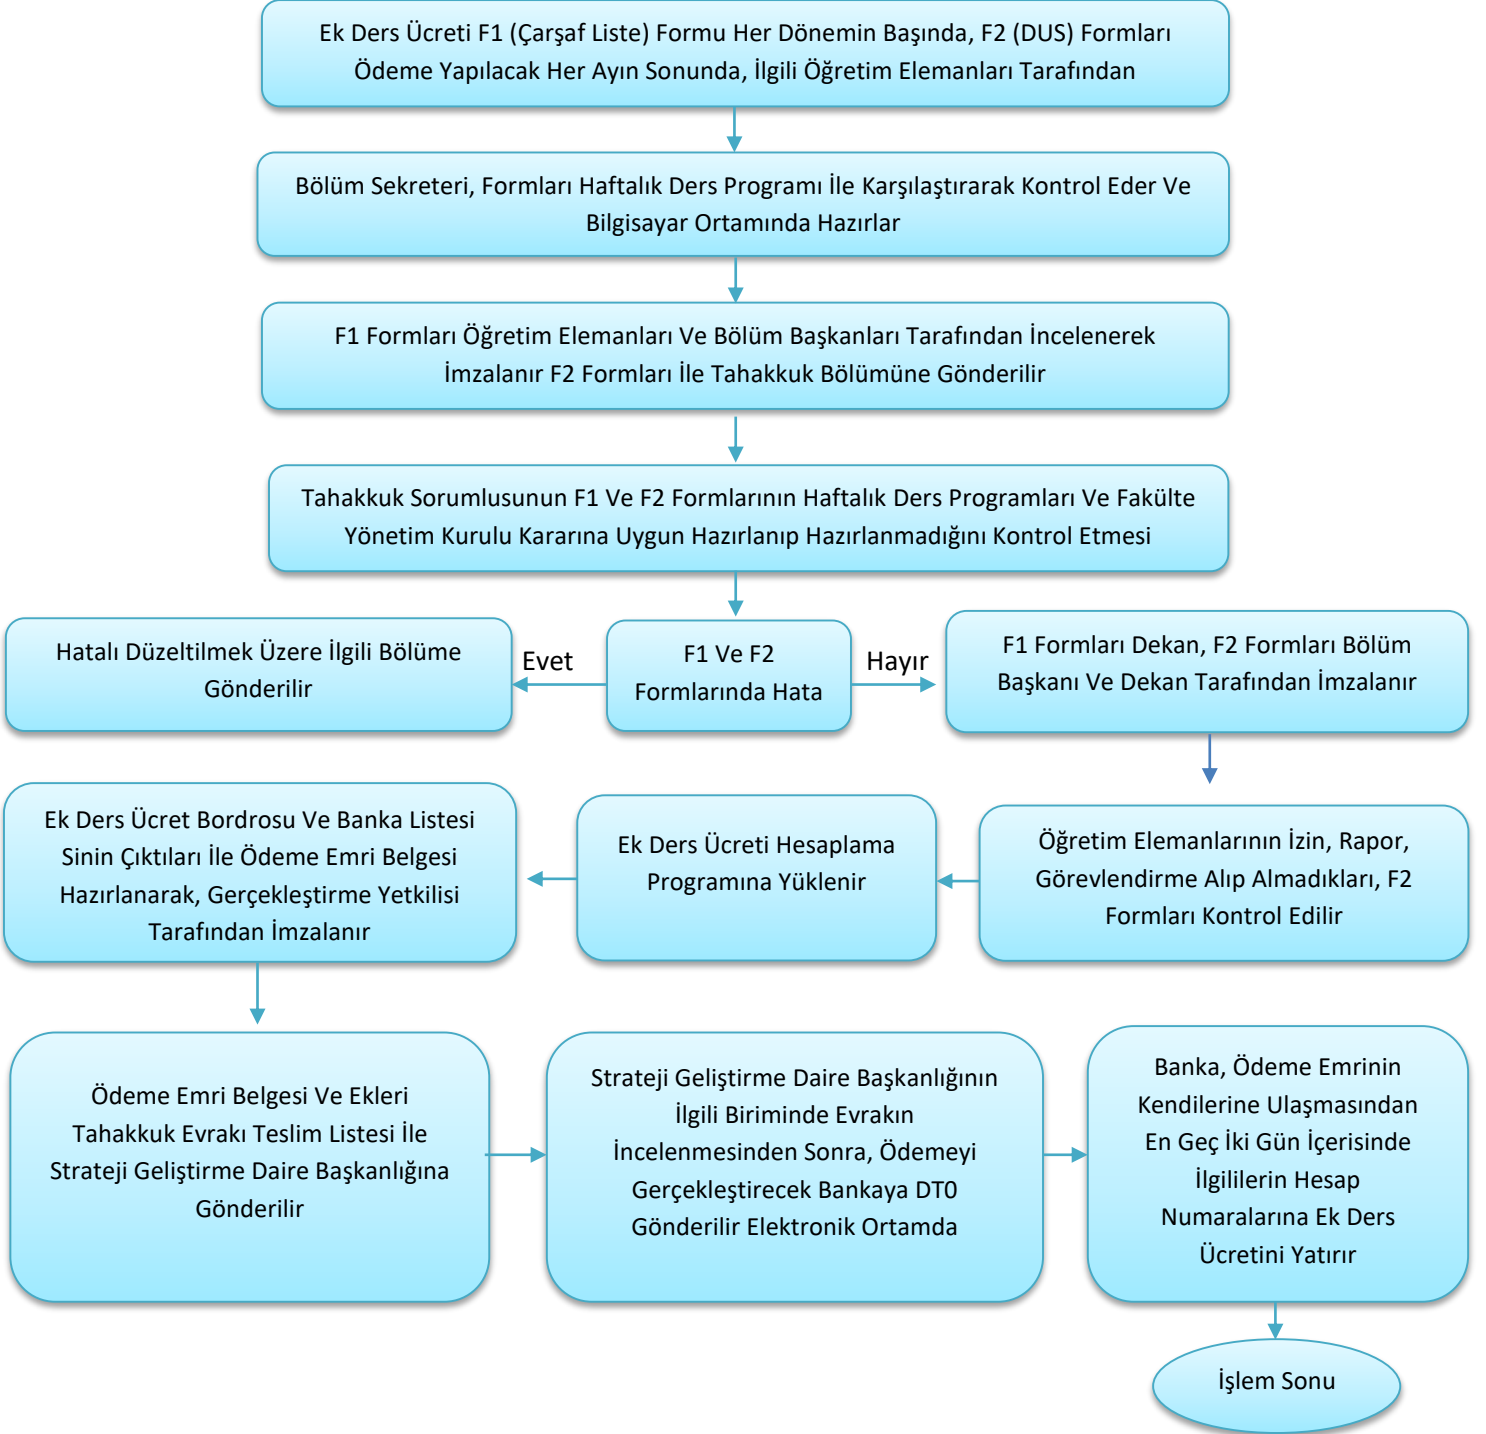 Ek Ders Ücreti F1 (Çarşaf Liste) Formu Her Dönemin Başında, F2 (DUS) Formları
Ödeme Yapılacak Her Ayın Sonunda, İlgili Öğretim Elemanları Tarafından
Bölüm Sekreteri, Formları Haftalık Ders Programı İle Karşılaştırarak Kontrol Eder Ve
Bilgisayar Ortamında Hazırlar
F1 Formları Öğretim Elemanları Ve Bölüm Başkanları Tarafından İncelenerek
İmzalanır F2 Formları İle Tahakkuk Bölümüne Gönderilir
Tahakkuk Sorumlusunun F1 Ve F2 Formlarının Haftalık Ders Programları Ve Fakülte
Yönetim Kurulu Kararına Uygun Hazırlanıp Hazırlanmadığını Kontrol Etmesi
Hatalı Düzeltilmek Üzere İlgili Bölüme
Gönderilir
Evet
F1 Ve F2
Formlarında Hata
Hayır
F1 Formları Dekan, F2 Formları Bölüm
Başkanı Ve Dekan Tarafından İmzalanır
Öğretim Elemanlarının İzin, Rapor,
Görevlendirme Alıp Almadıkları, F2
Formları Kontrol Edilir
Ek Ders Ücreti Hesaplama
Programına Yüklenir
Ek Ders Ücret Bordrosu Ve Banka Listesi
Sinin Çıktıları İle Ödeme Emri Belgesi
Hazırlanarak, Gerçekleştirme Yetkilisi
Tarafından İmzalanır
Ödeme Emri Belgesi Ve Ekleri
Tahakkuk Evrakı Teslim Listesi İle
Strateji Geliştirme Daire Başkanlığına
Gönderilir
Strateji Geliştirme Daire Başkanlığının
İlgili Biriminde Evrakın
İncelenmesinden Sonra, Ödemeyi
Gerçekleştirecek Bankaya DT0
Gönderilir Elektronik Ortamda
Banka, Ödeme Emrinin
Kendilerine Ulaşmasından
En Geç İki Gün İçerisinde
İlgililerin Hesap
Numaralarına Ek Ders
Ücretini Yatırır
İşlem Sonu